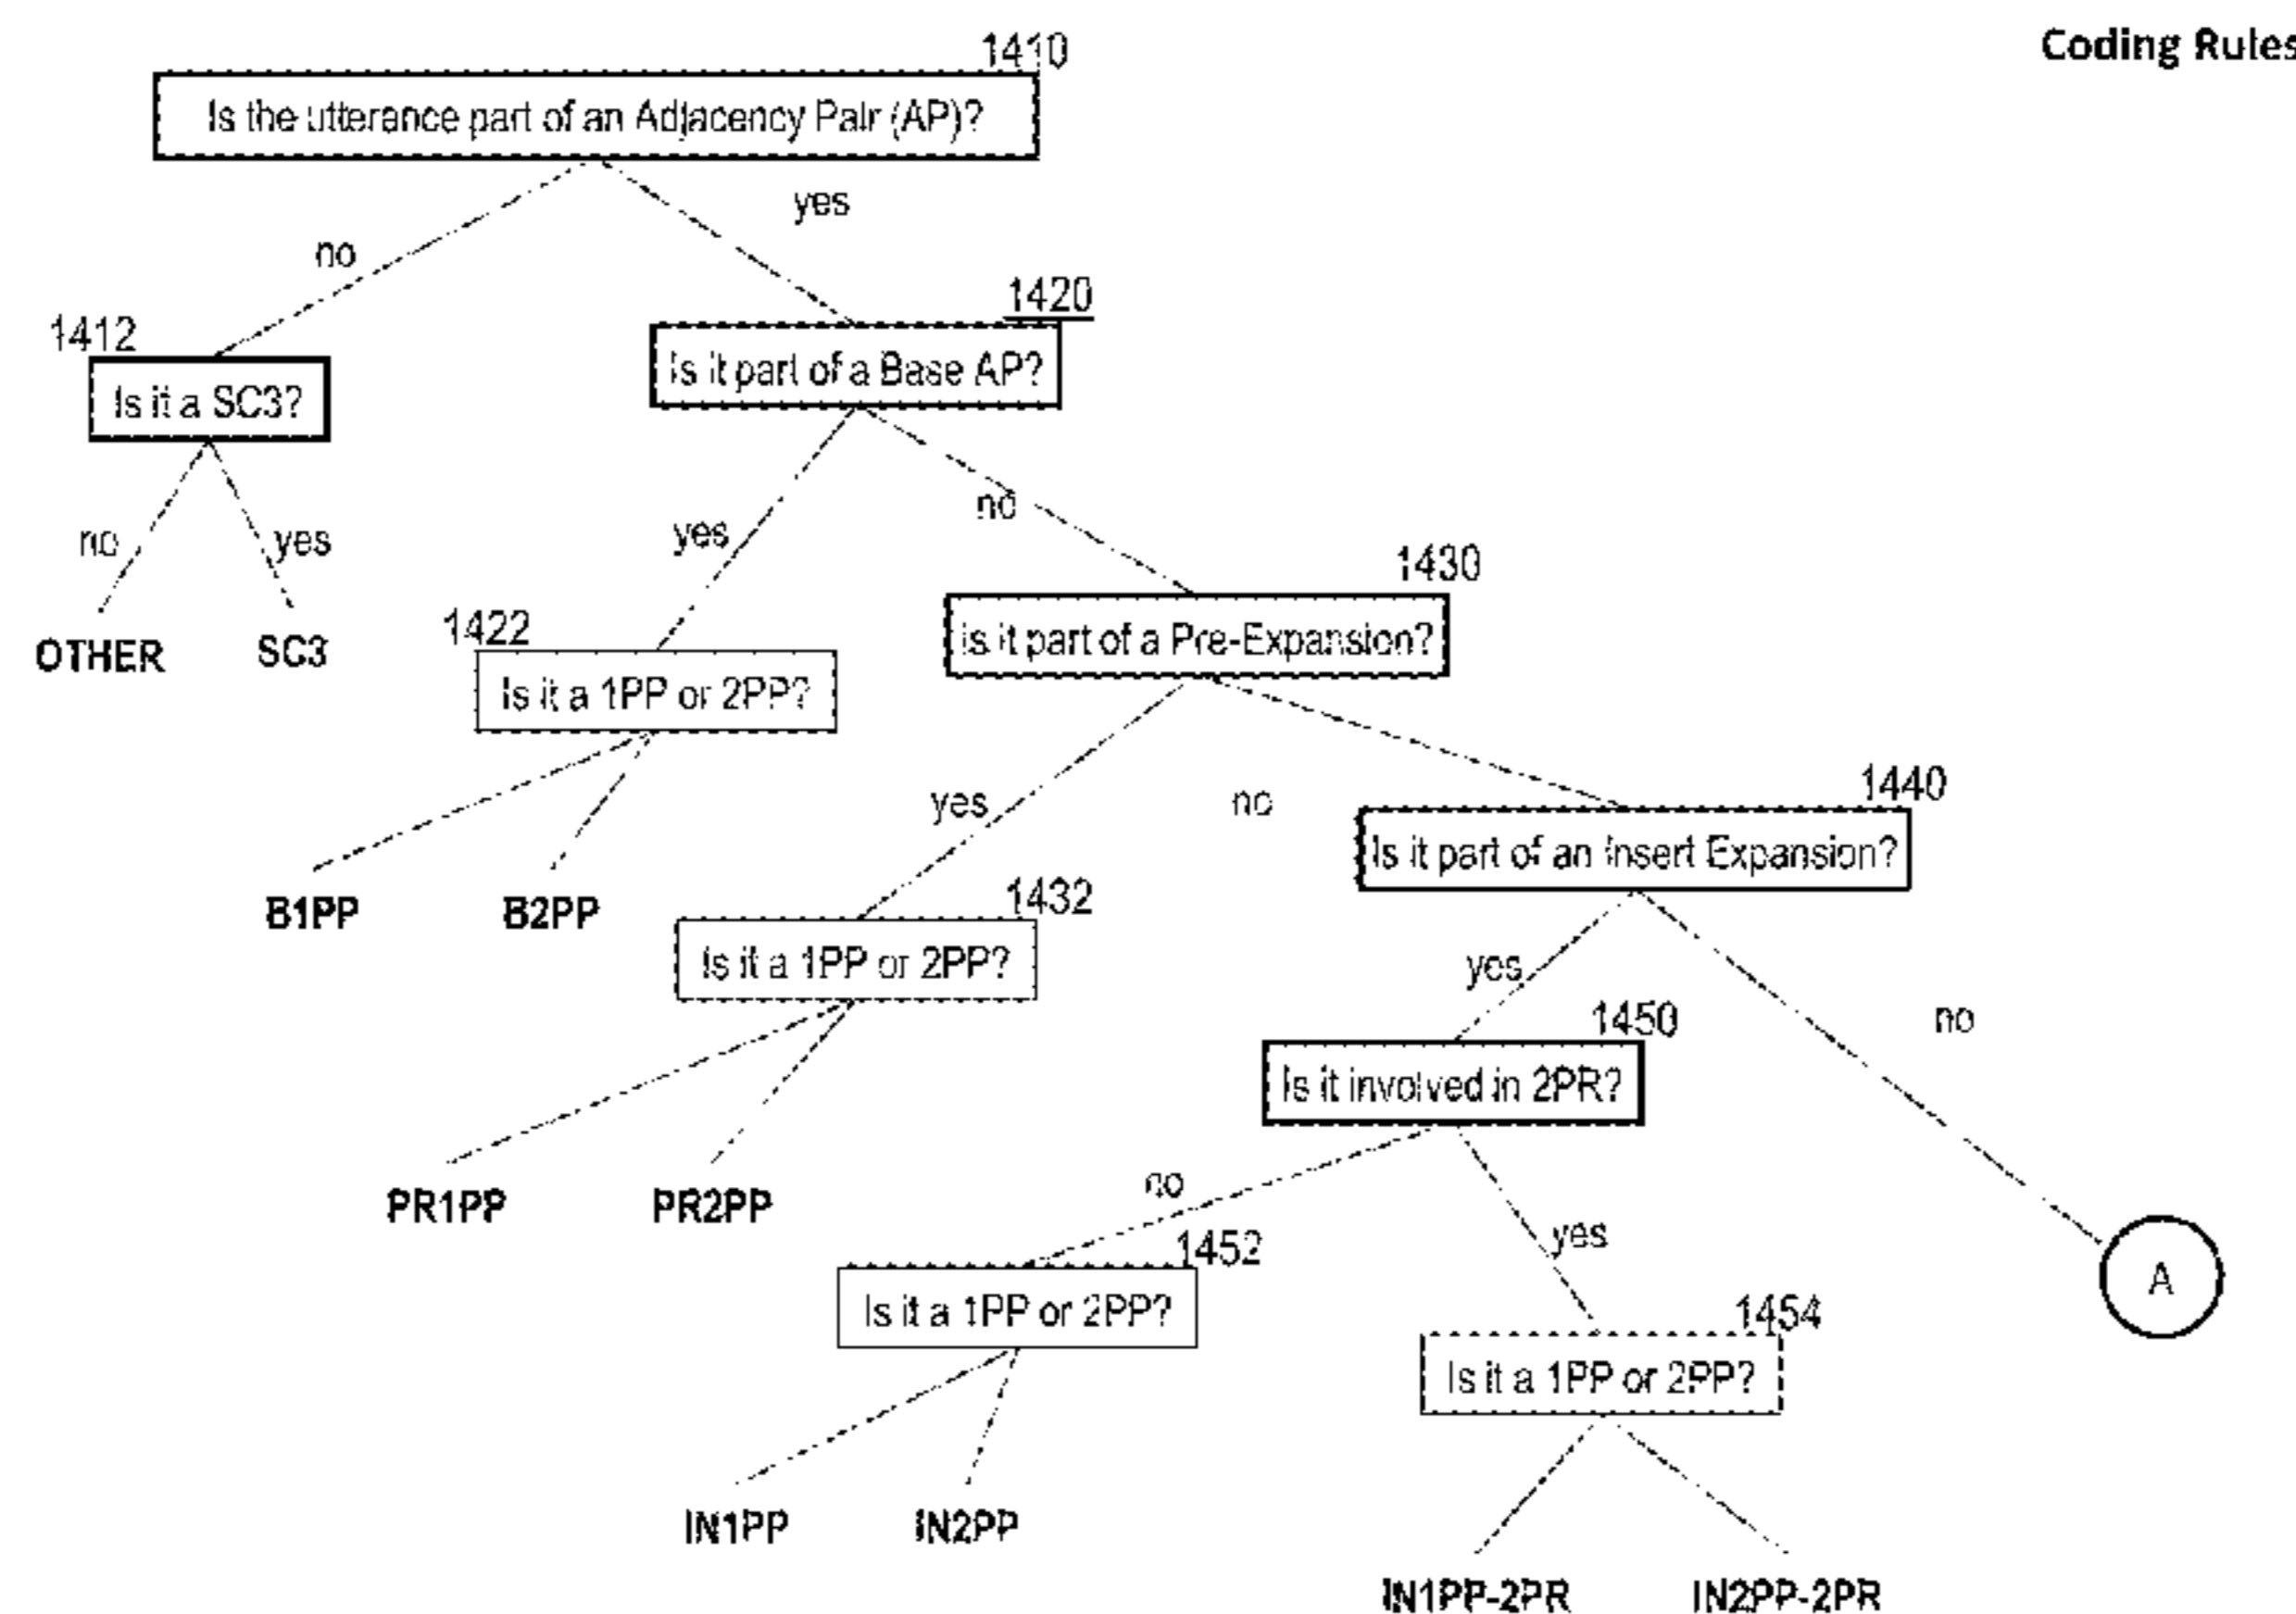 Coding Rules
1410
Is the utterance part of an Adjacency Pair (AP)?
no
yes
1412
Is it a SC3?
1420
Is it part of a Base AP?
no
yes
OTHER
SC3
yes
no
1422
Is it a 1PP or 2PP?
1430
is it part of a Pre-Expansion?
B1PP
B2PP
yes
no
1440
Is it part of an Insert Expansion?
1432
Is it a 1PP or 2PP?
yes
no
PR1PP
PR2PP
1450
Is it involved in 2PR?
no
yes
1452
Is it a 1PP or 2PP?
1454
Is it a 1PP or 2PP?
A
IN1PP
IN2PP
IN1PP-2PR
IN2PP-2PR